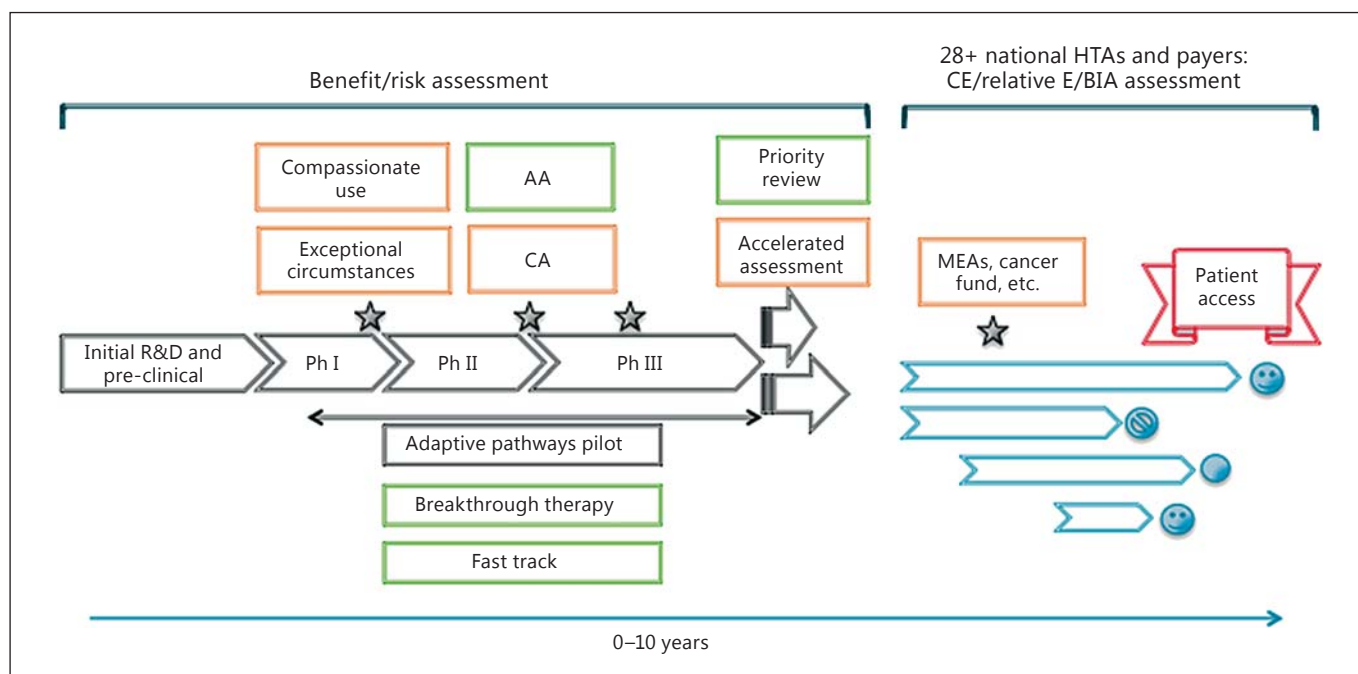 28+ national HTAs and payers:
CE/relative E/BIA assessment
Benefit/risk assessment
Compassionate
use
AA
Priority
review
Exceptional
circumstances
CA
Accelerated
assessment
MEAs, cancer
fund, etc.
Patient
access
Initial R&D and
pre-clinical
Ph I
Ph II
Ph III
Adaptive pathways pilot
Breakthrough therapy
Fast track
0–10 years